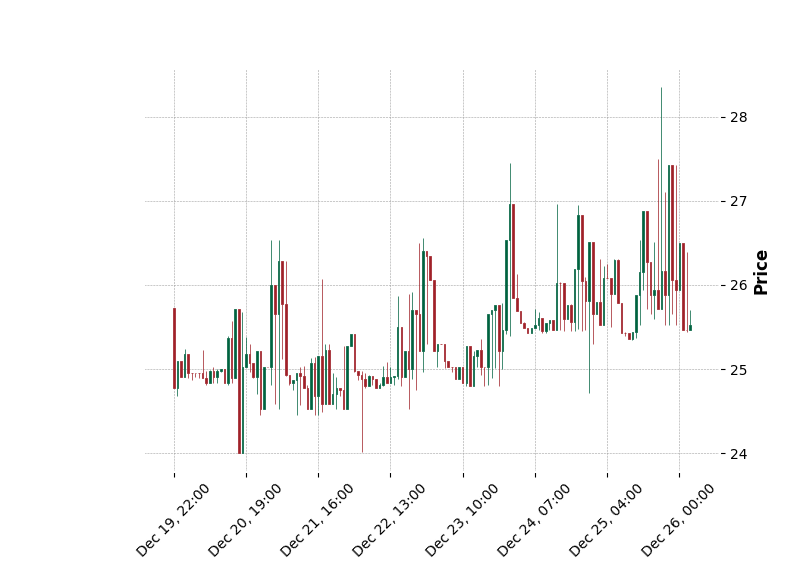 28
27
26
25
24
Price
Dec 19, 22:00
Dec 20, 19:00
Dec 21, 16:00
Dec 22, 13:00
Dec 23, 10:00
Dec 24, 07:00
Dec 25, 04:00
Dec 26, 00:00